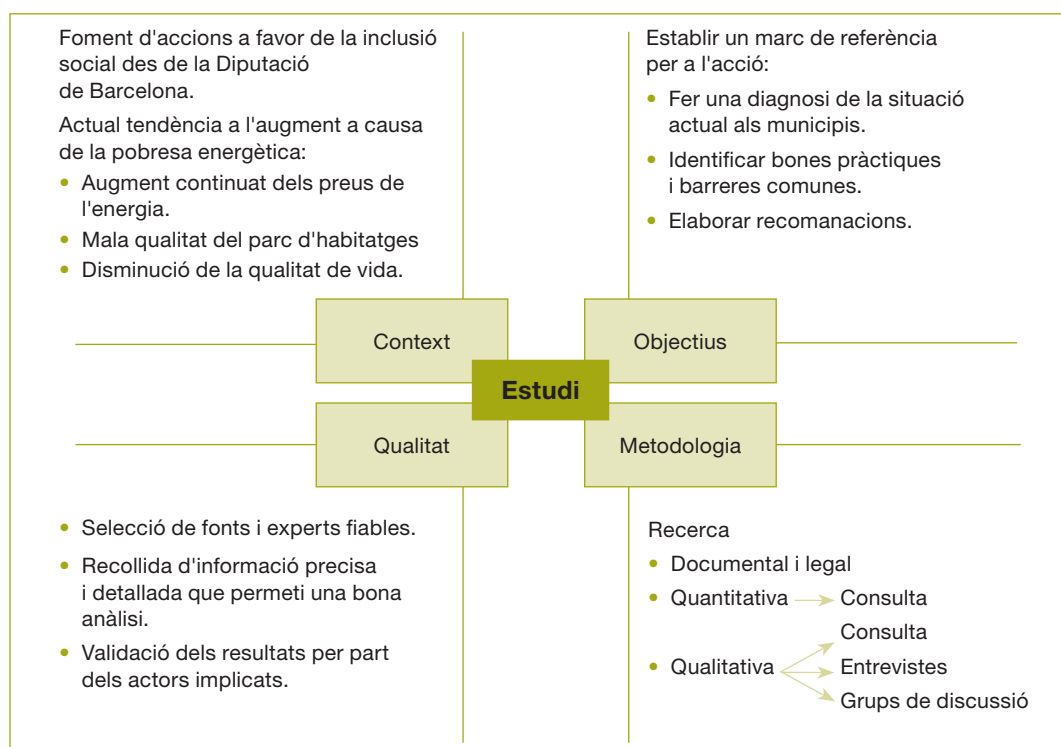 Foment d'accions a favor de la inclusió
social des de la Diputació
de Barcelona.
Actual tendència a l'augment a causa
de la pobresa energètica:
• Augment continuat dels preus de
l'energia.
• Mala qualitat del parc d'habitatges
• Disminució de la qualitat de vida.
Establir un marc de referència
per a l'acció:
• Fer una diagnosi de la situació
actual als municipis.
• Identificar bones pràctiques
i barreres comunes.
• Elaborar recomanacions.
Context
Objectius
Estudi
Qualitat
Metodologia
• Selecció de fonts i experts fiables.
• Recollida d'informació precisa
i detallada que permeti una bona
anàlisi.
• Validació dels resultats per part
dels actors implicats.
Recerca
• Documental i legal
• Quantitativa
Consulta
• Qualitativa
Consulta
Entrevistes
Grups de discussió